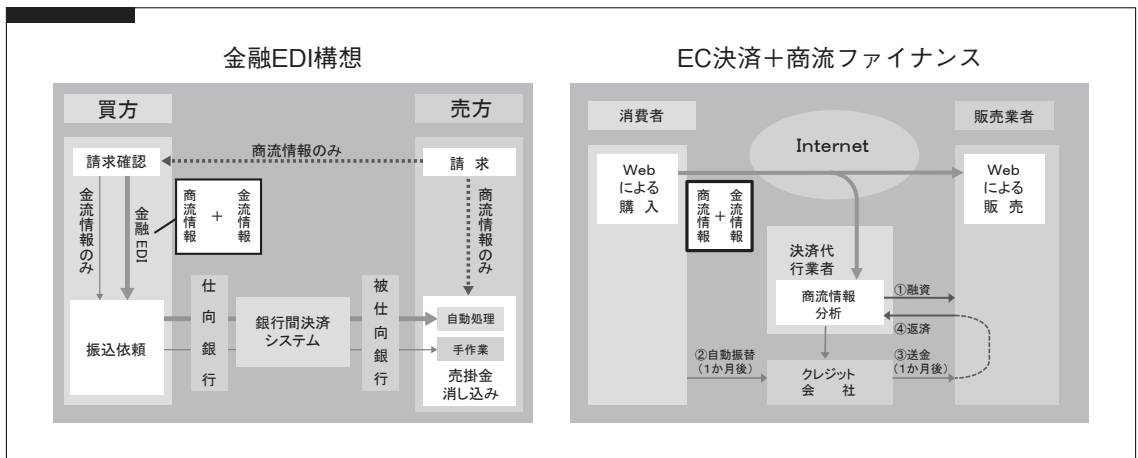 金融EDI構想
買方
売方
請求確認
商流情報のみ
請 求
金流情報のみ
金融EDI
商流情報
+
金流情報
商流情報のみ
振込依頼
仕向銀行
銀行間決済
システム
被仕向銀行
自動処理
手作業
売掛金
消し込み
EC決済+商流ファイナンス
消費者
Internet
販売業者
Web
による
購 入
商流情報
+
金流情報
Web
による
販 売
決済代
行業者
商流情報
分析
①融資
④返済
②自動振替
(1か月後)
クレジット
会 社
③送金
(1か月後)